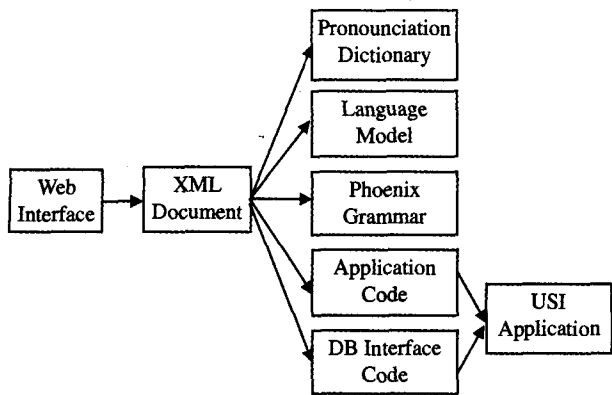 Pronounciation
Dictionary
Language
Model
Web
Interface
XML
Document
Phoenix
Grammar
Application
Code
USI
Application
DB Interface
Code